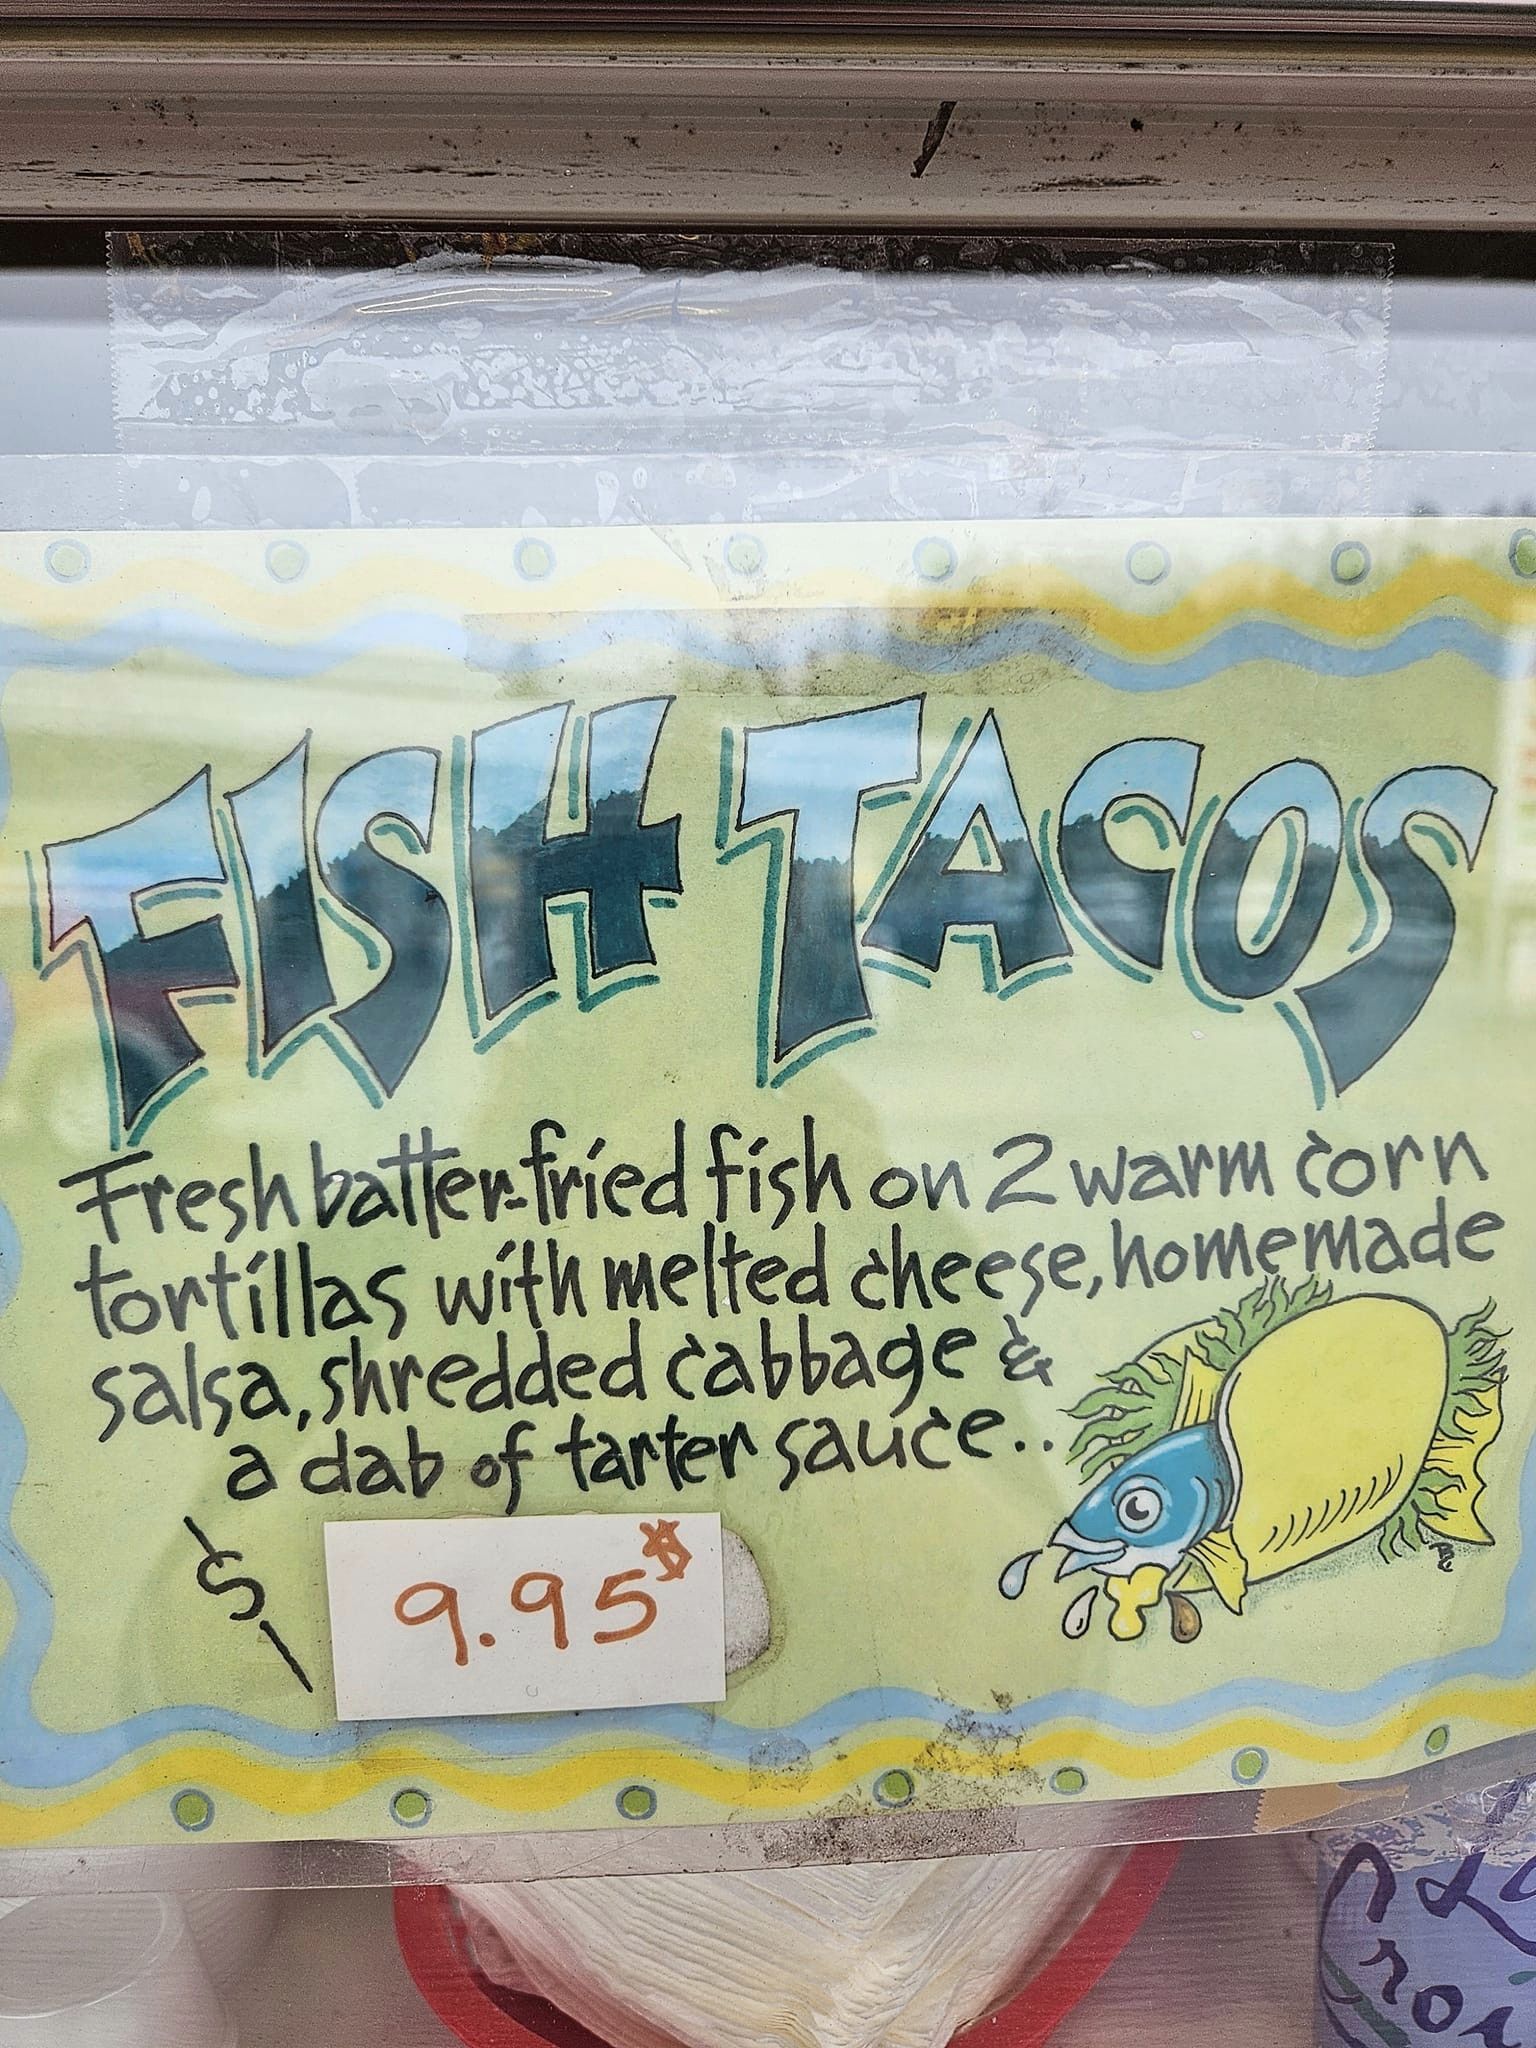 FISH TACOS
Fresh batter-fried fish on 2 warm corn
tortillas with melted cheese, homemade
salsa, shredded cabbage &
a dab of tarter sauce..
$ 9.95